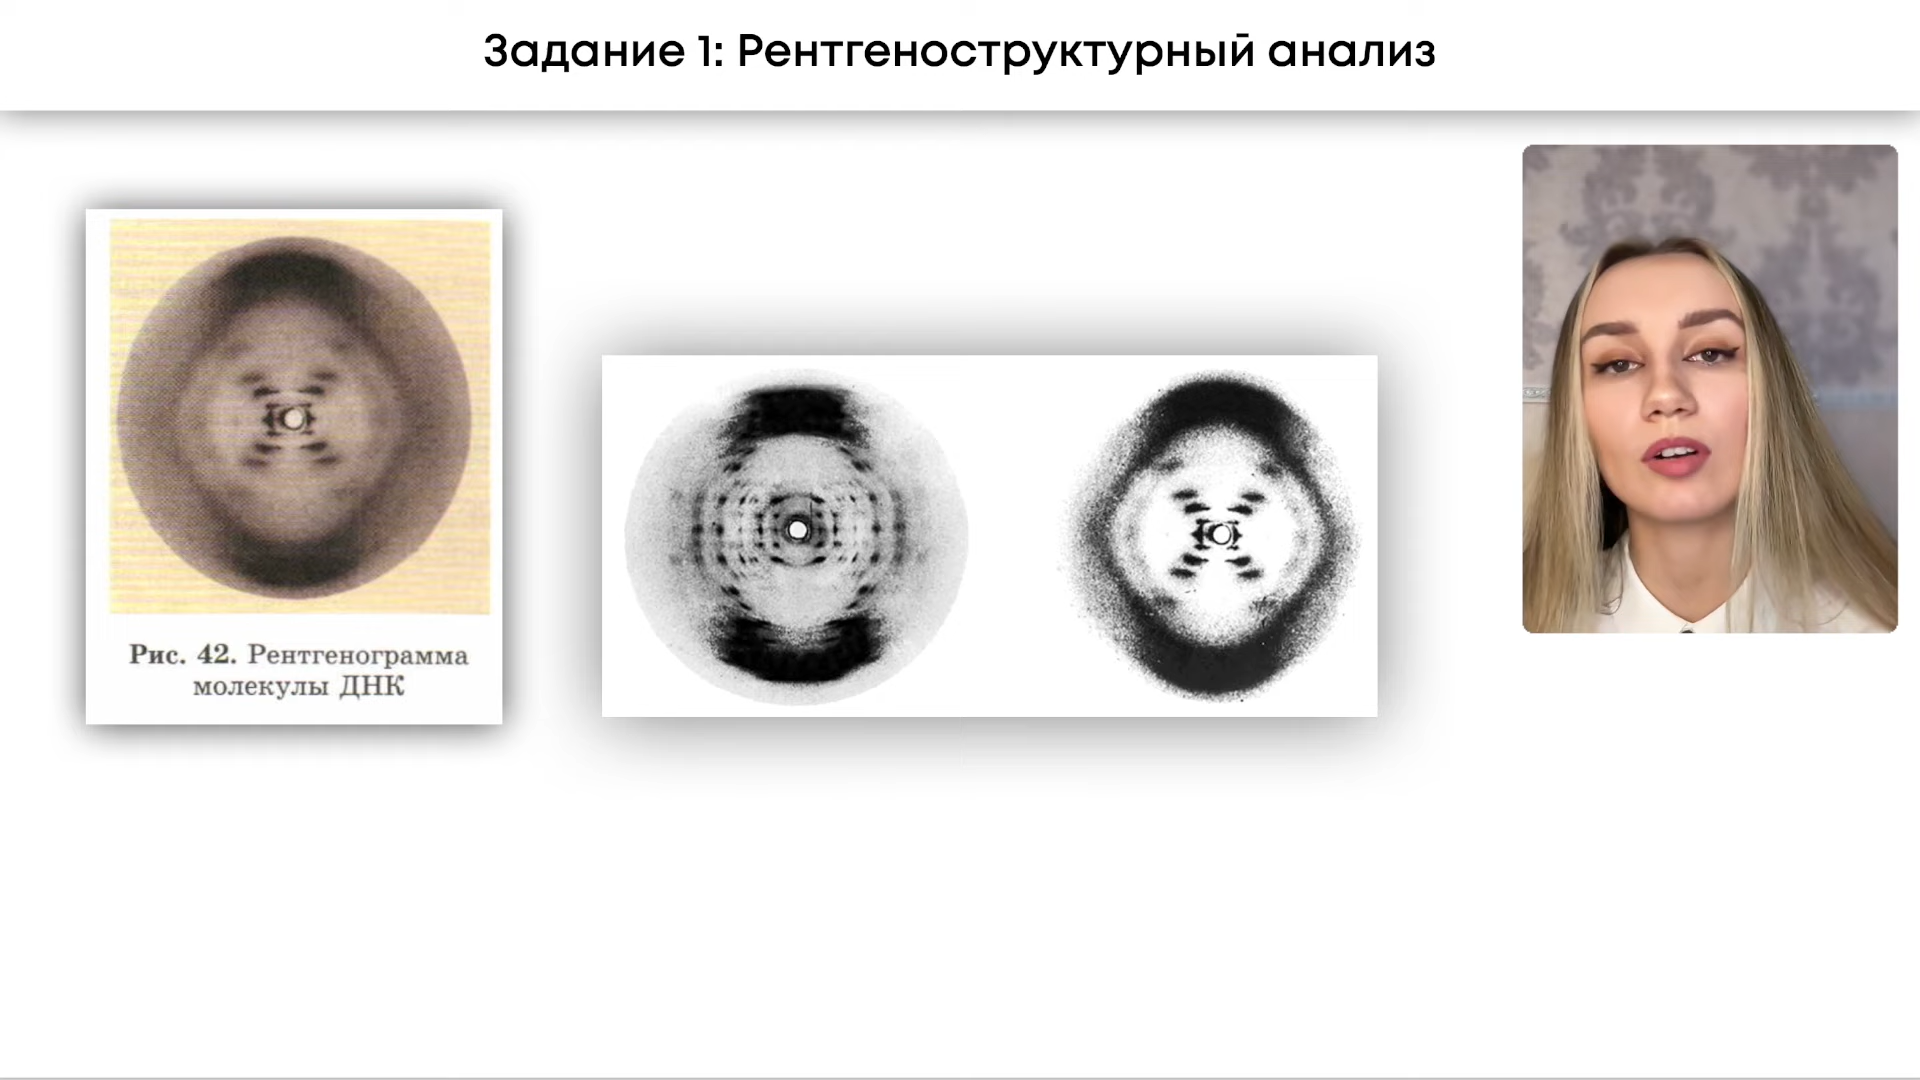 Задание 1: Рентгеноструктурный анализ
Рис. 42. Рентгенограмма
молекулы ДНК